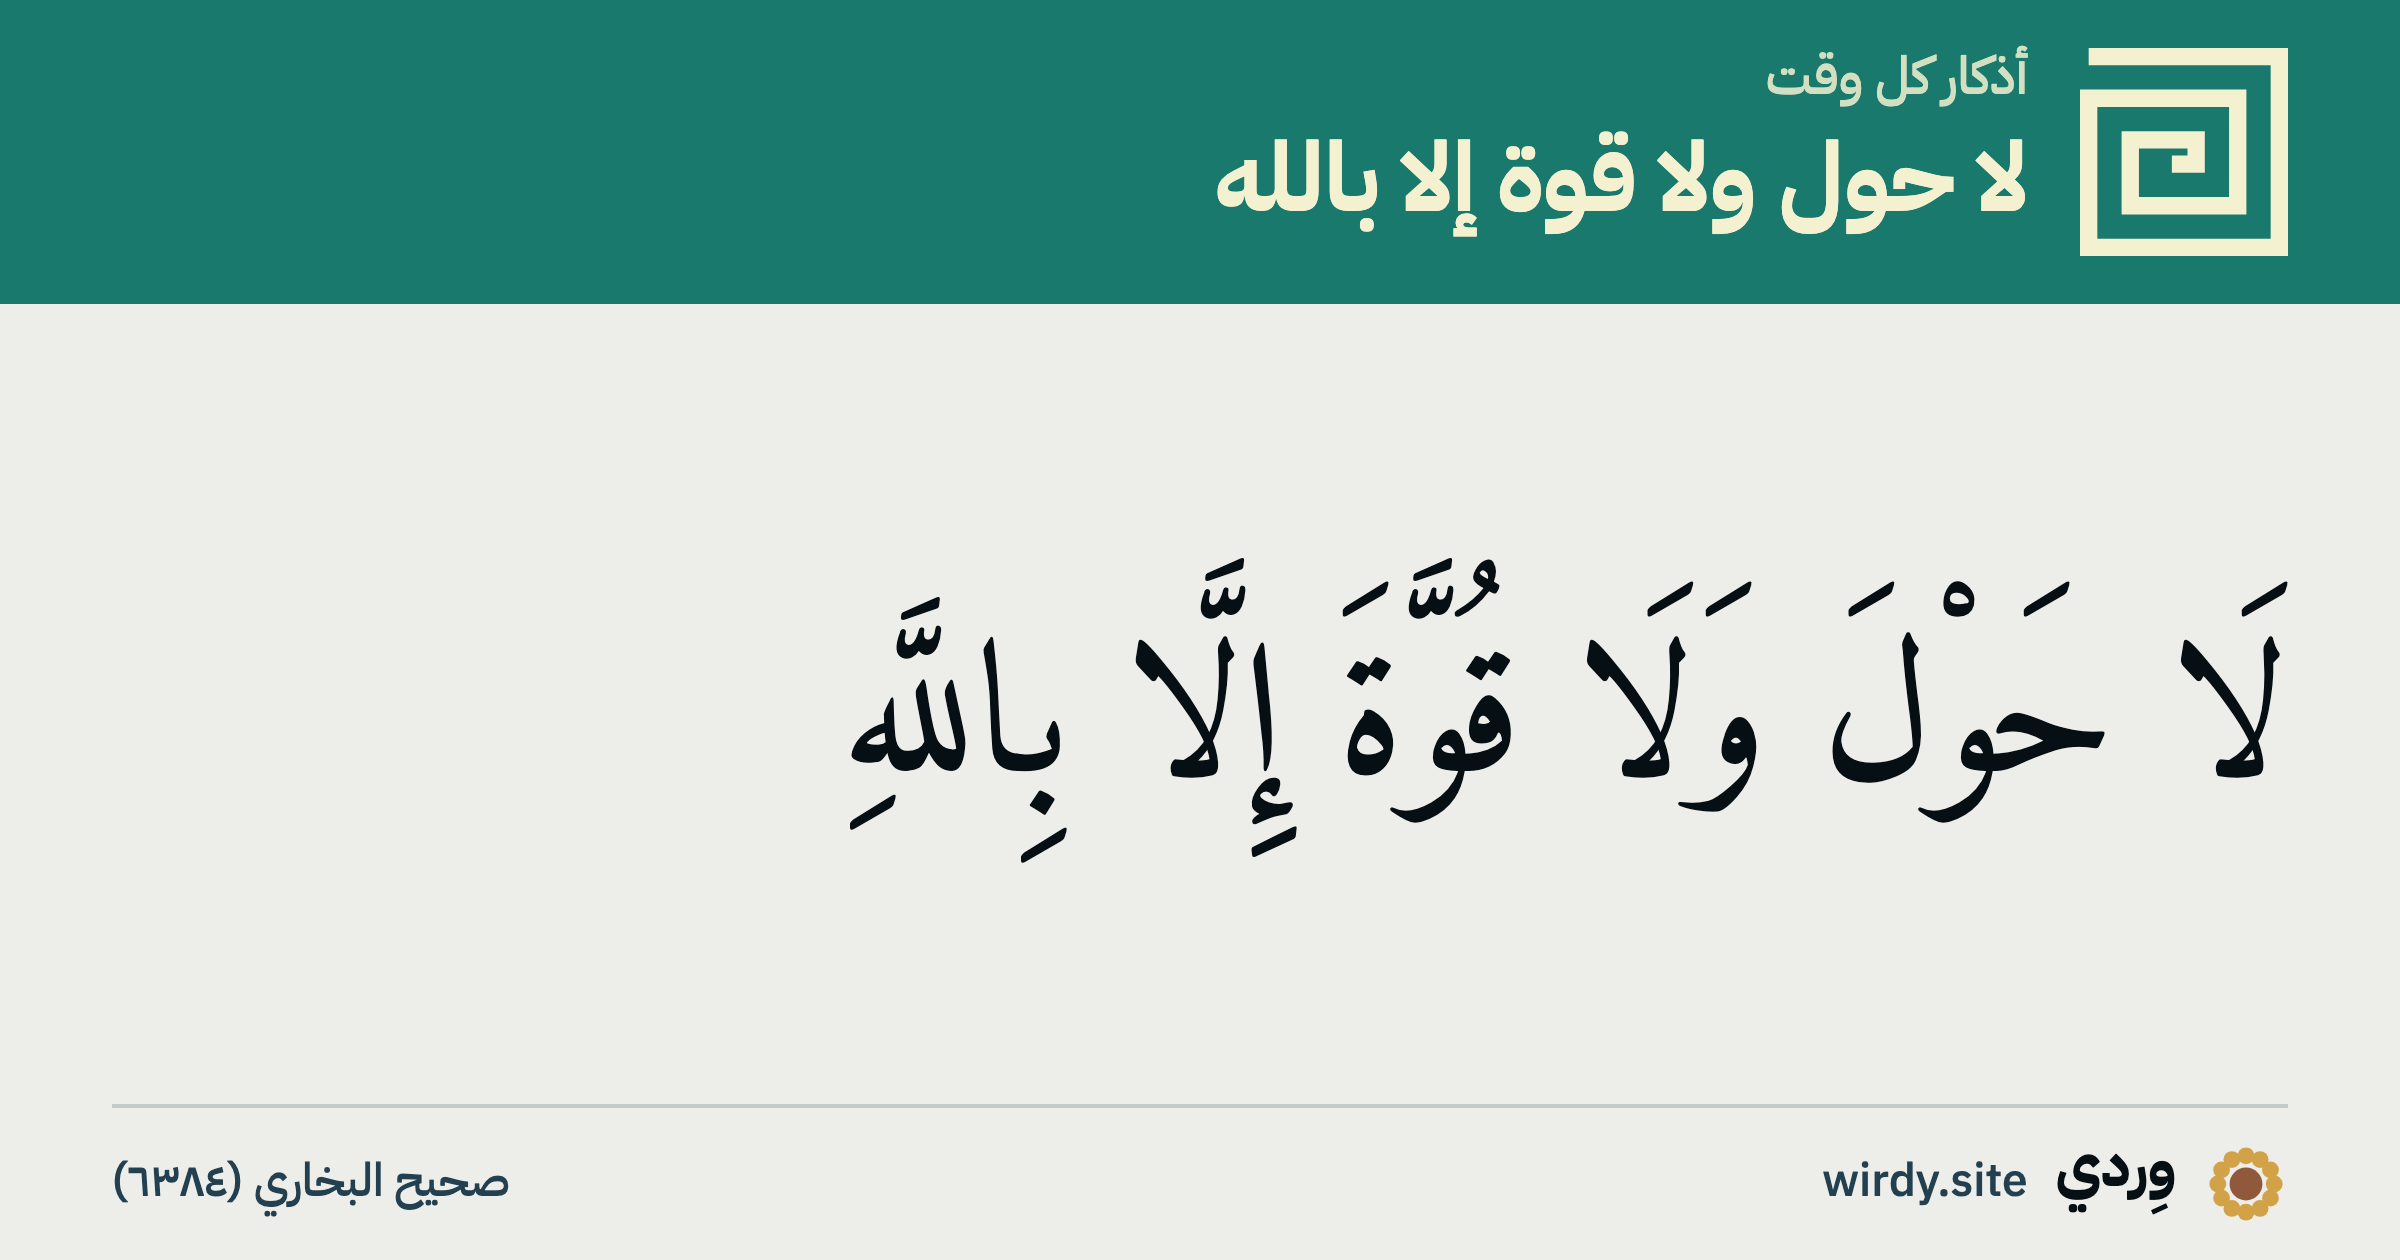 أذكار كل وقت
لا حول ولا قوة إلا بالله
لَا حَوْلَ وَلَا قُوَّةَ إِلَّا بِاللَّهِ
وِردي wirdy.site
صحيح البخاري (٦٣٨٤)